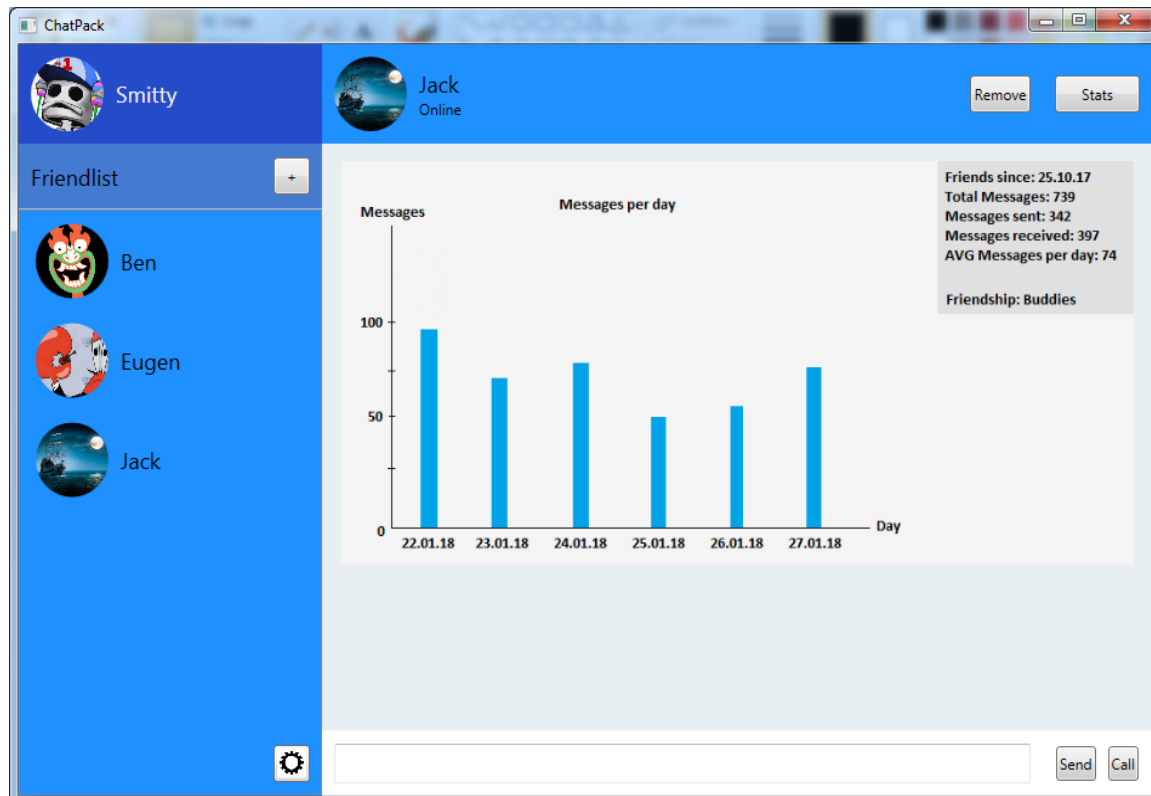 ChatPack
Smitty
Jack
Online
Remove
Stats
Friendlist
+
Ben
Eugen
Jack
Messages per day
Messages
100
50
0
22.01.18 23.01.18 24.01.18 25.01.18 26.01.18 27.01.18
Day
Friends since: 25.10.17
Total Messages: 739
Messages sent: 342
Messages received: 397
AVG Messages per day: 74
Friendship: Buddies
Send
Call